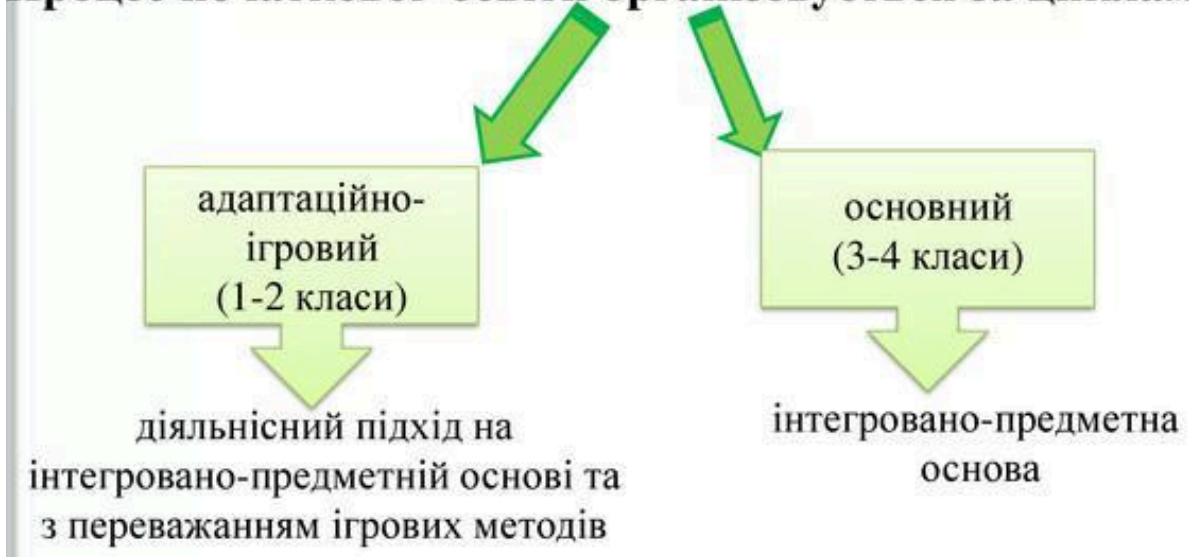 адаптаційно-
ігровий
(1-2 класи)
основний
(3-4 класи)
діяльнісний підхід на
інтегровано-предметній основі та
з переважанням ігрових методів
інтегровано-предметна
основа